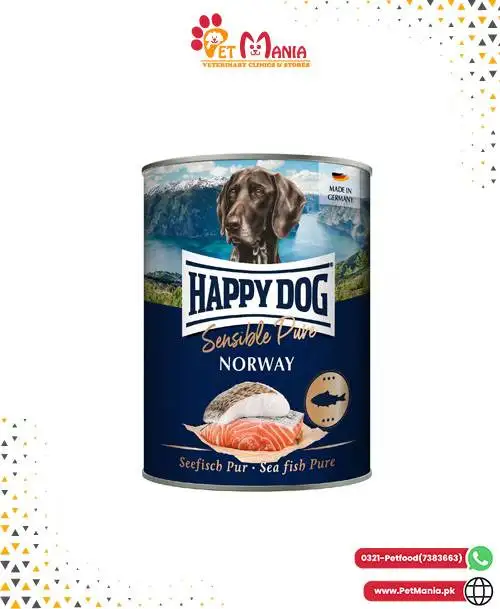 PET MANIA
VETERINARY CLINICS & STORES
MADE IN
GERMANY
HAPPY DOG
Sensible Pure
NORWAY
Seefisch Pur · Sea fish Pure
0321-Petfood(7383663)
www.PetMania.pk